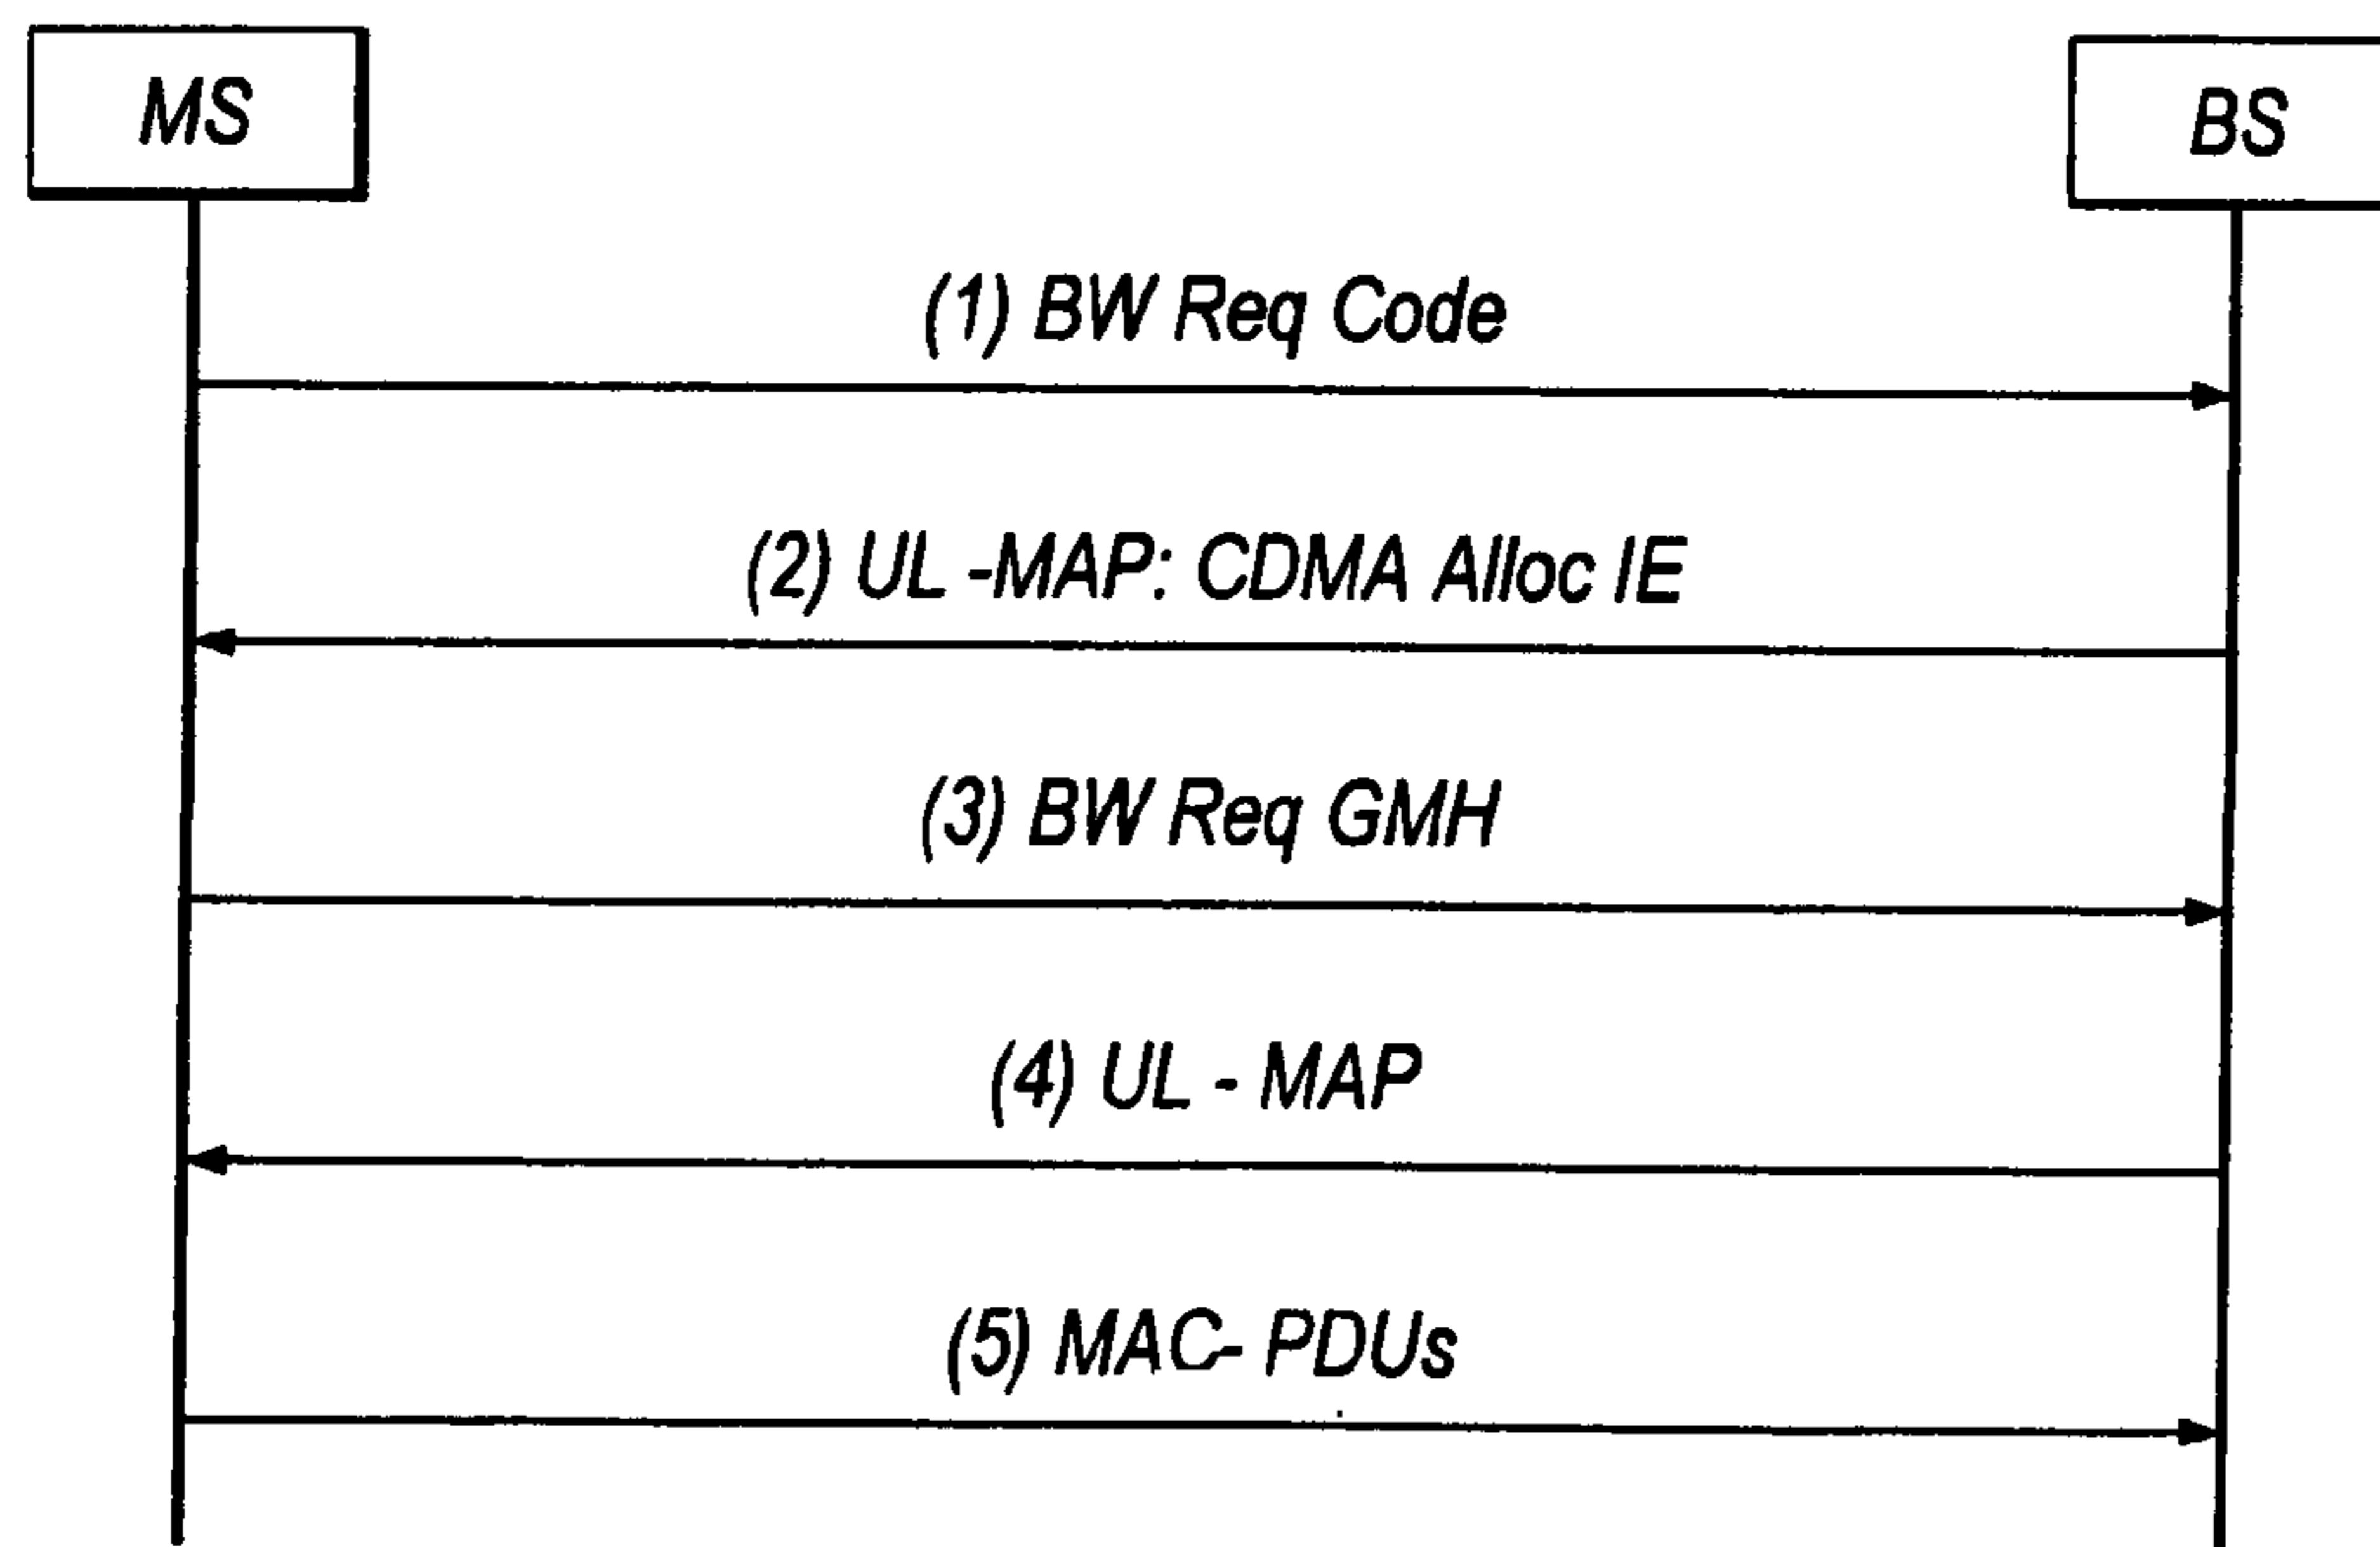 MS
BS
(1) BW Req Code
(2) UL -MAP: CDMA Alloc IE
(3) BW Req GMH
(4) UL - MAP
(5) MAC- PDUs